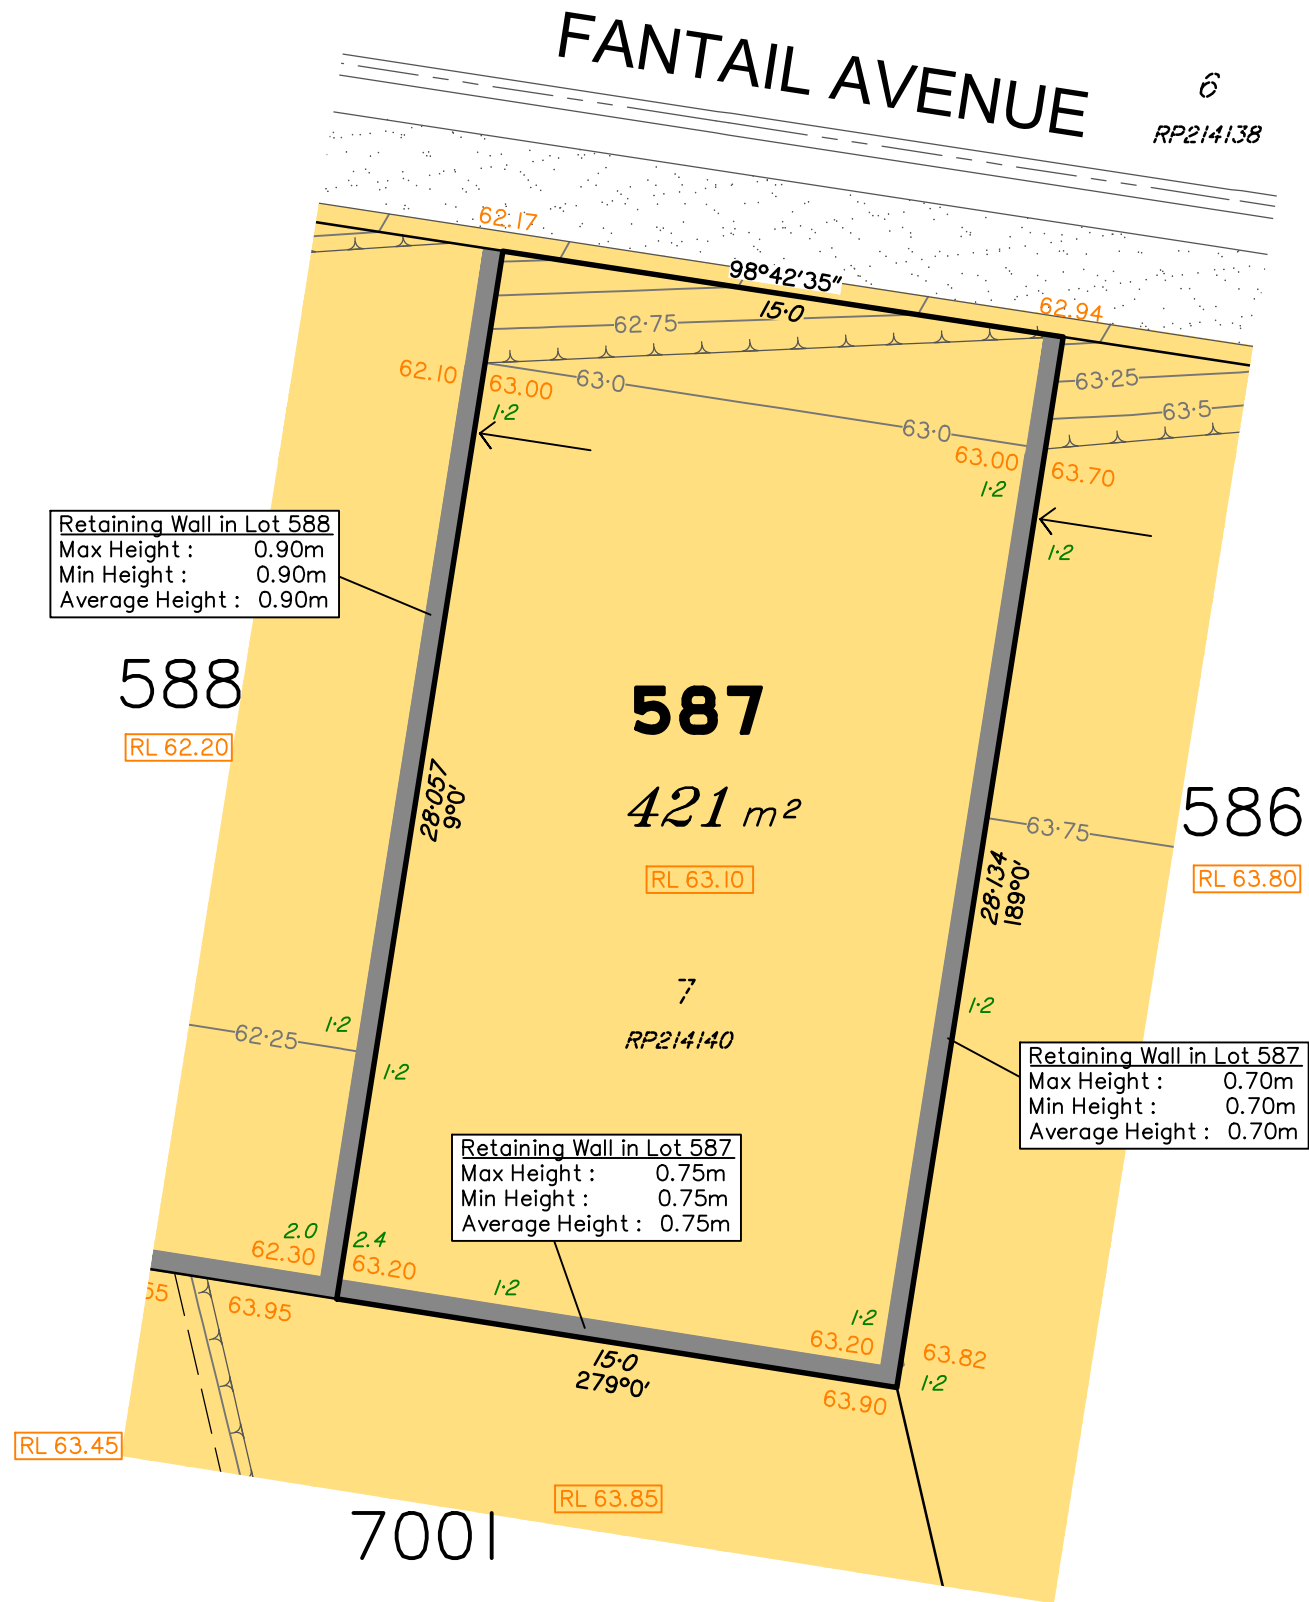 FANTAIL AVENUE
6
RP214138
62.17
98°42'35"
15·0
62.94
62·75
62.10
63.00
63·0
63·25
63·5
1·2
63·0
63.00
63.70
1·2
1·2
Retaining Wall in Lot 588
Max Height : 0.90m
Min Height : 0.90m
Average Height : 0.90m
588
RL 62.20
587
421 m²
RL 63.10
28·057
9°0'
586
63·75
RL 63.80
28·134
189°0'
7
RP214140
1·2
62·25
1·2
1·2
Retaining Wall in Lot 587
Max Height : 0.70m
Min Height : 0.70m
Average Height : 0.70m
Retaining Wall in Lot 587
Max Height : 0.75m
Min Height : 0.75m
Average Height : 0.75m
2.0
2.4
62.30
63.20
1·2
55
63.95
1·2
63.20
63.82
1·2
15·0
279°0'
63.90
RL 63.45
RL 63.85
7001